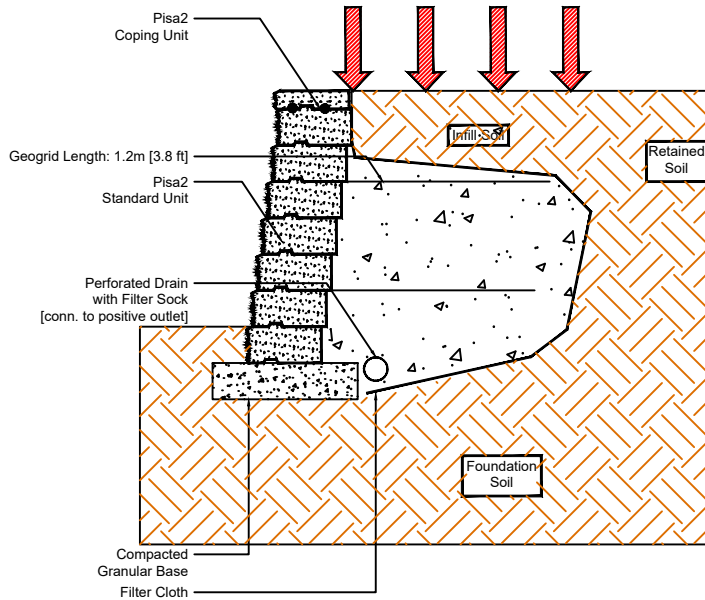 Pisa2
Coping Unit
Infill Soil
Retained
Soil
Geogrid Length: 1.2m [3.8 ft]
Pisa2
Standard Unit
Perforated Drain
with Filter Sock
[conn. to positive outlet]
Foundation
Soil
Compacted
Granular Base
Filter Cloth